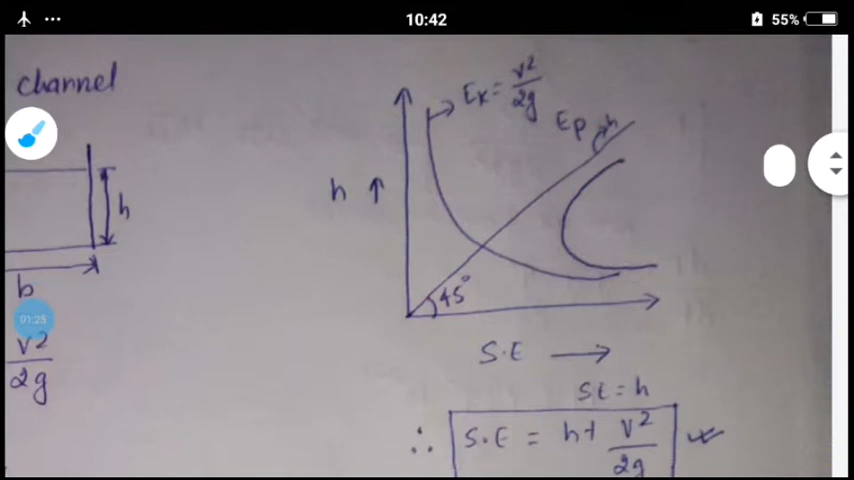 10:42
55%
channel
Ek = v²/2g
Ep = h
h ↑
h
45°
b
01:25
v²/2g
S.E →
SE = h
∴ S.E = h + v²/2g